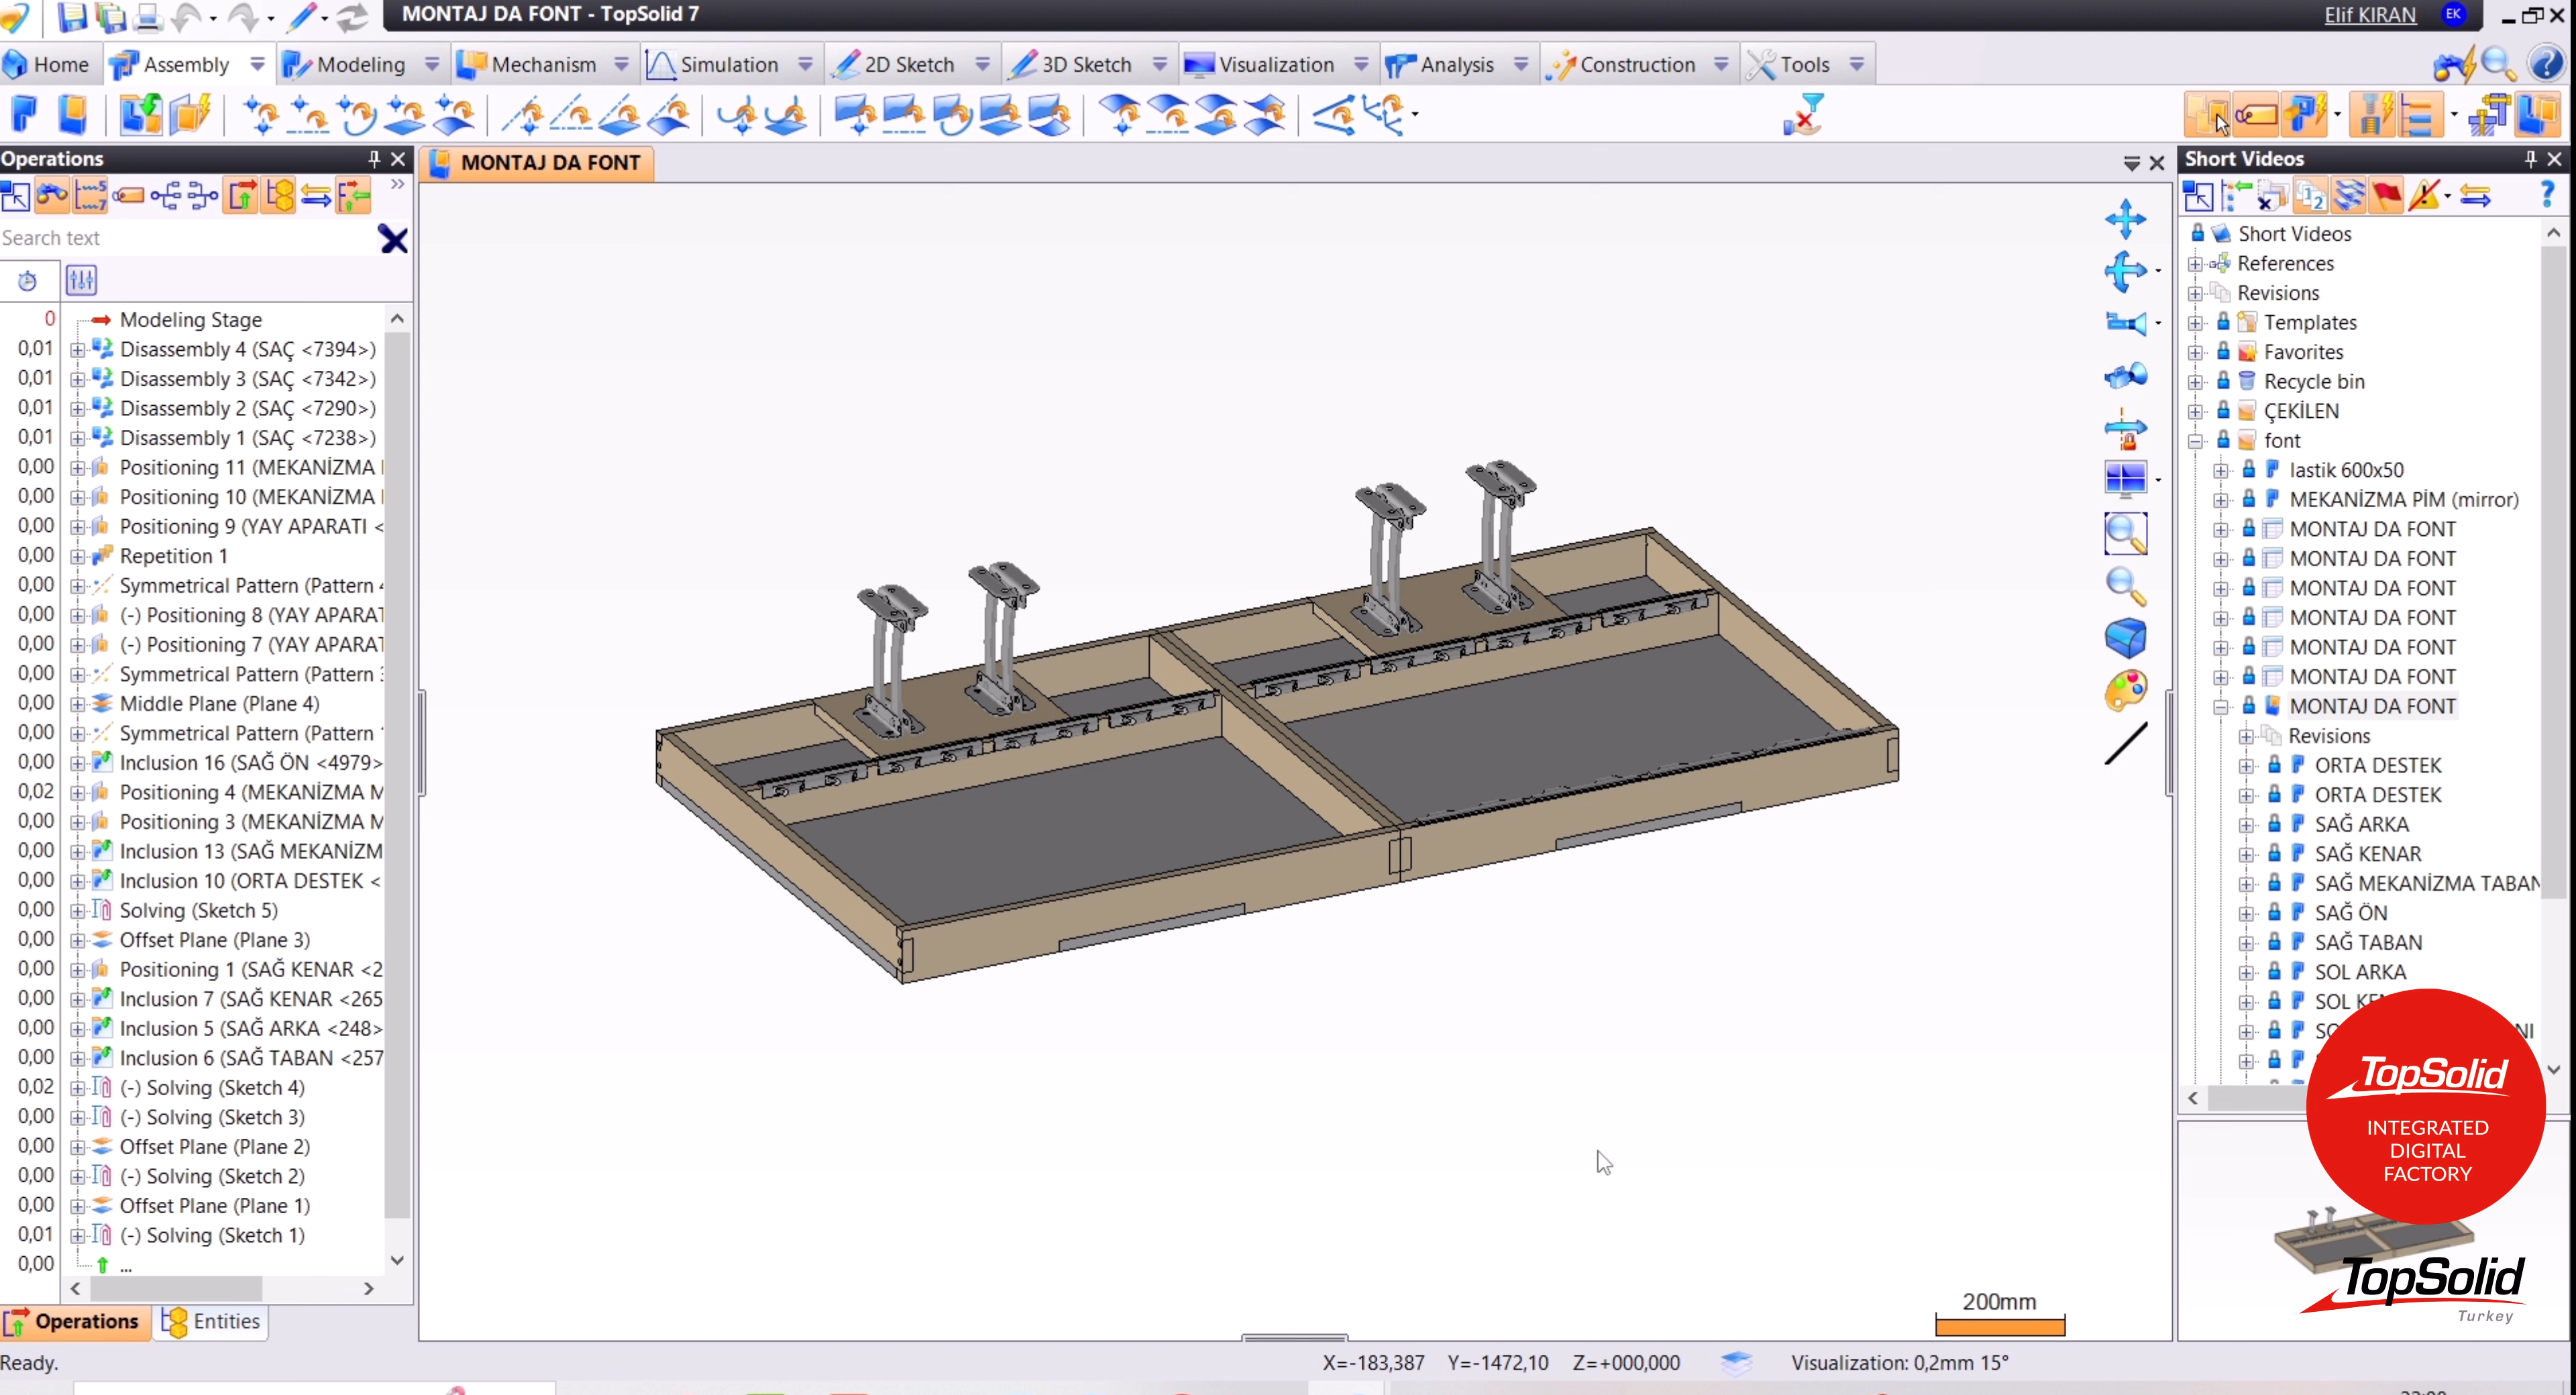 MONTAJ DA FONT - TopSolid 7
Elif KIRAN
EK
Home
Assembly
Modeling
Mechanism
Simulation
2D Sketch
3D Sketch
Visualization
Analysis
Construction
Tools
Operations
MONTAJ DA FONT
Short Videos
Search text
0 Modeling Stage
0,01 Disassembly 4 (SAÇ <7394>)
0,01 Disassembly 3 (SAÇ <7342>)
0,01 Disassembly 2 (SAÇ <7290>)
0,01 Disassembly 1 (SAÇ <7238>)
0,00 Positioning 11 (MEKANİZMA
0,00 Positioning 10 (MEKANİZMA
0,00 Positioning 9 (YAY APARATI <
0,00 Repetition 1
0,00 Symmetrical Pattern (Pattern
0,00 (-) Positioning 8 (YAY APARAT
0,00 (-) Positioning 7 (YAY APARAT
0,00 Symmetrical Pattern (Pattern
0,00 Middle Plane (Plane 4)
0,00 Symmetrical Pattern (Pattern
0,00 Inclusion 16 (SAĞ ÖN <4979>
0,02 Positioning 4 (MEKANİZMA M
0,00 Positioning 3 (MEKANİZMA M
0,00 Inclusion 13 (SAĞ MEKANİZM
0,00 Inclusion 10 (ORTA DESTEK <
0,00 Solving (Sketch 5)
0,00 Offset Plane (Plane 3)
0,00 Positioning 1 (SAĞ KENAR <2
0,00 Inclusion 7 (SAĞ KENAR <265
0,00 Inclusion 5 (SAĞ ARKA <248>
0,00 Inclusion 6 (SAĞ TABAN <257
0,02 (-) Solving (Sketch 4)
0,00 (-) Solving (Sketch 3)
0,00 Offset Plane (Plane 2)
0,00 (-) Solving (Sketch 2)
0,00 Offset Plane (Plane 1)
0,01 (-) Solving (Sketch 1)
0,00 ...
Operations
Entities
200mm
Short Videos
References
Revisions
Templates
Favorites
Recycle bin
ÇEKİLEN
font
lastik 600x50
MEKANİZMA PİM (mirror)
MONTAJ DA FONT
MONTAJ DA FONT
MONTAJ DA FONT
MONTAJ DA FONT
MONTAJ DA FONT
MONTAJ DA FONT
MONTAJ DA FONT
Revisions
ORTA DESTEK
ORTA DESTEK
SAĞ ARKA
SAĞ KENAR
SAĞ MEKANİZMA TABAN
SAĞ ÖN
SAĞ TABAN
SOL ARKA
SOL
TopSolid
INTEGRATED
DIGITAL
FACTORY
TopSolid
Turkey
Ready.
X=-183,387 Y=-1472,10 Z=+000,000
Visualization: 0,2mm 15°